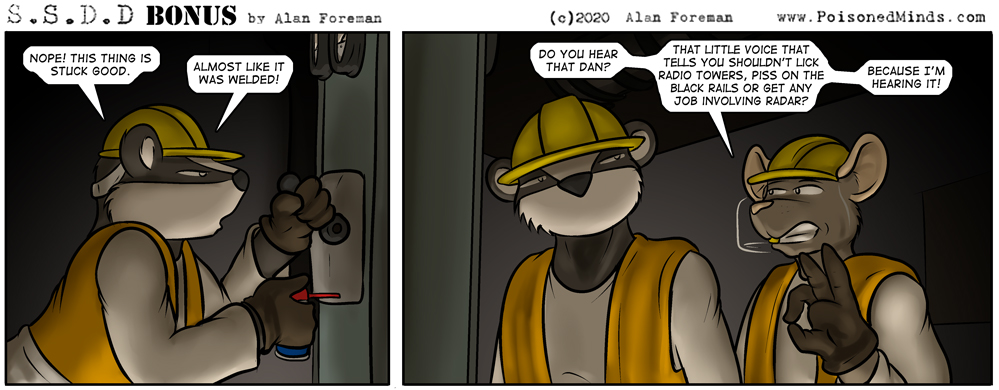 S.S.D.D BONUS by Alan Foreman (c)2020 Alan Foreman www.PoisonedMinds.com
NOPE! THIS THING IS
STUCK GOOD.
ALMOST LIKE IT
WAS WELDED!
DO YOU HEAR
THAT DAN?
THAT LITTLE VOICE THAT
TELLS YOU SHOULDN'T LICK
RADIO TOWERS, PISS ON THE
BLACK RAILS OR GET ANY
JOB INVOLVING RADAR?
BECAUSE I'M
HEARING IT!